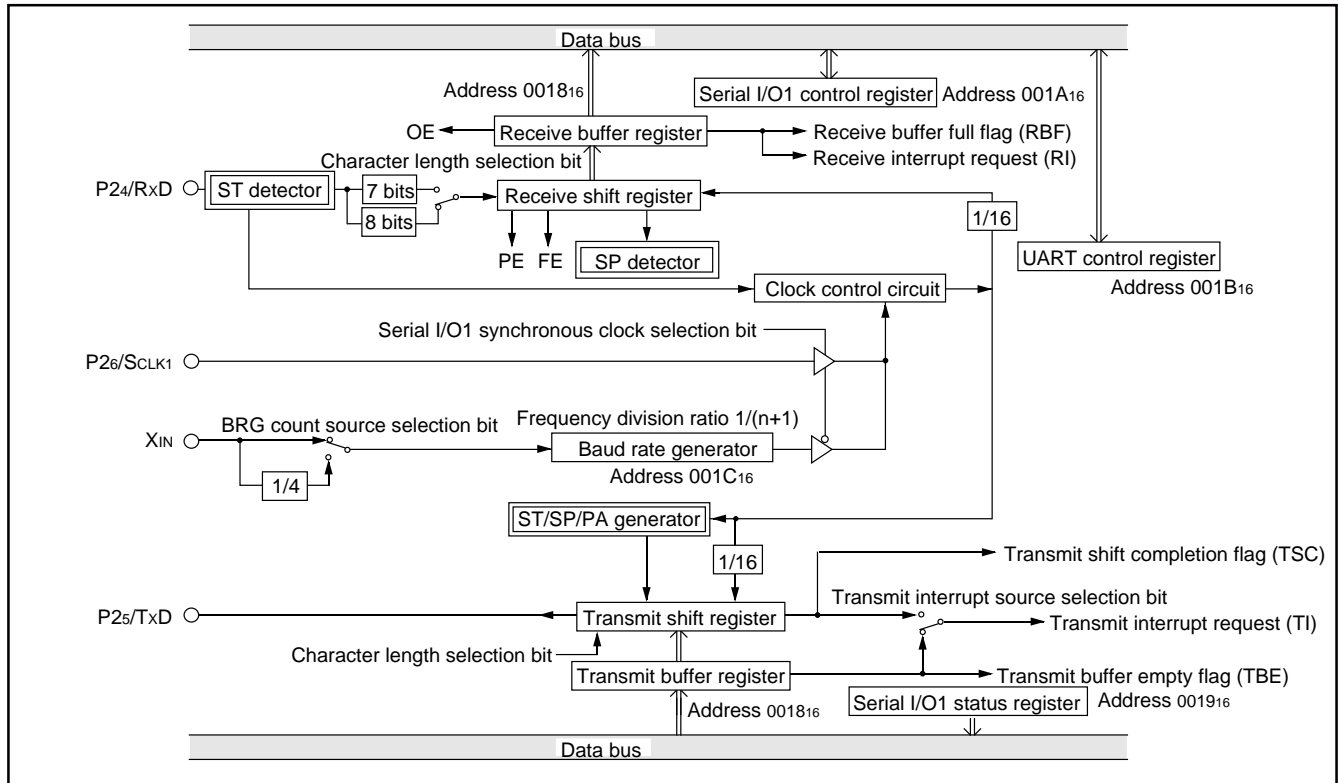 Data bus
Address 001816
Serial I/O1 control register Address 001A16
OE Receive buffer register Receive buffer full flag (RBF)
Character length selection bit Receive interrupt request (RI)
P24/RXD ST detector 7 bits Receive shift register
8 bits 1/16
PE FE SP detector UART control register
Clock control circuit Address 001B16
Serial I/O1 synchronous clock selection bit
P26/SCLK1
BRG count source selection bit Frequency division ratio 1/(n+1)
XIN Baud rate generator
1/4 Address 001C16
ST/SP/PA generator
1/16 Transmit shift completion flag (TSC)
Transmit interrupt source selection bit
P25/TXD Transmit shift register Transmit interrupt request (TI)
Character length selection bit
Transmit buffer register Transmit buffer empty flag (TBE)
Address 001816 Serial I/O1 status register Address 001916
Data bus